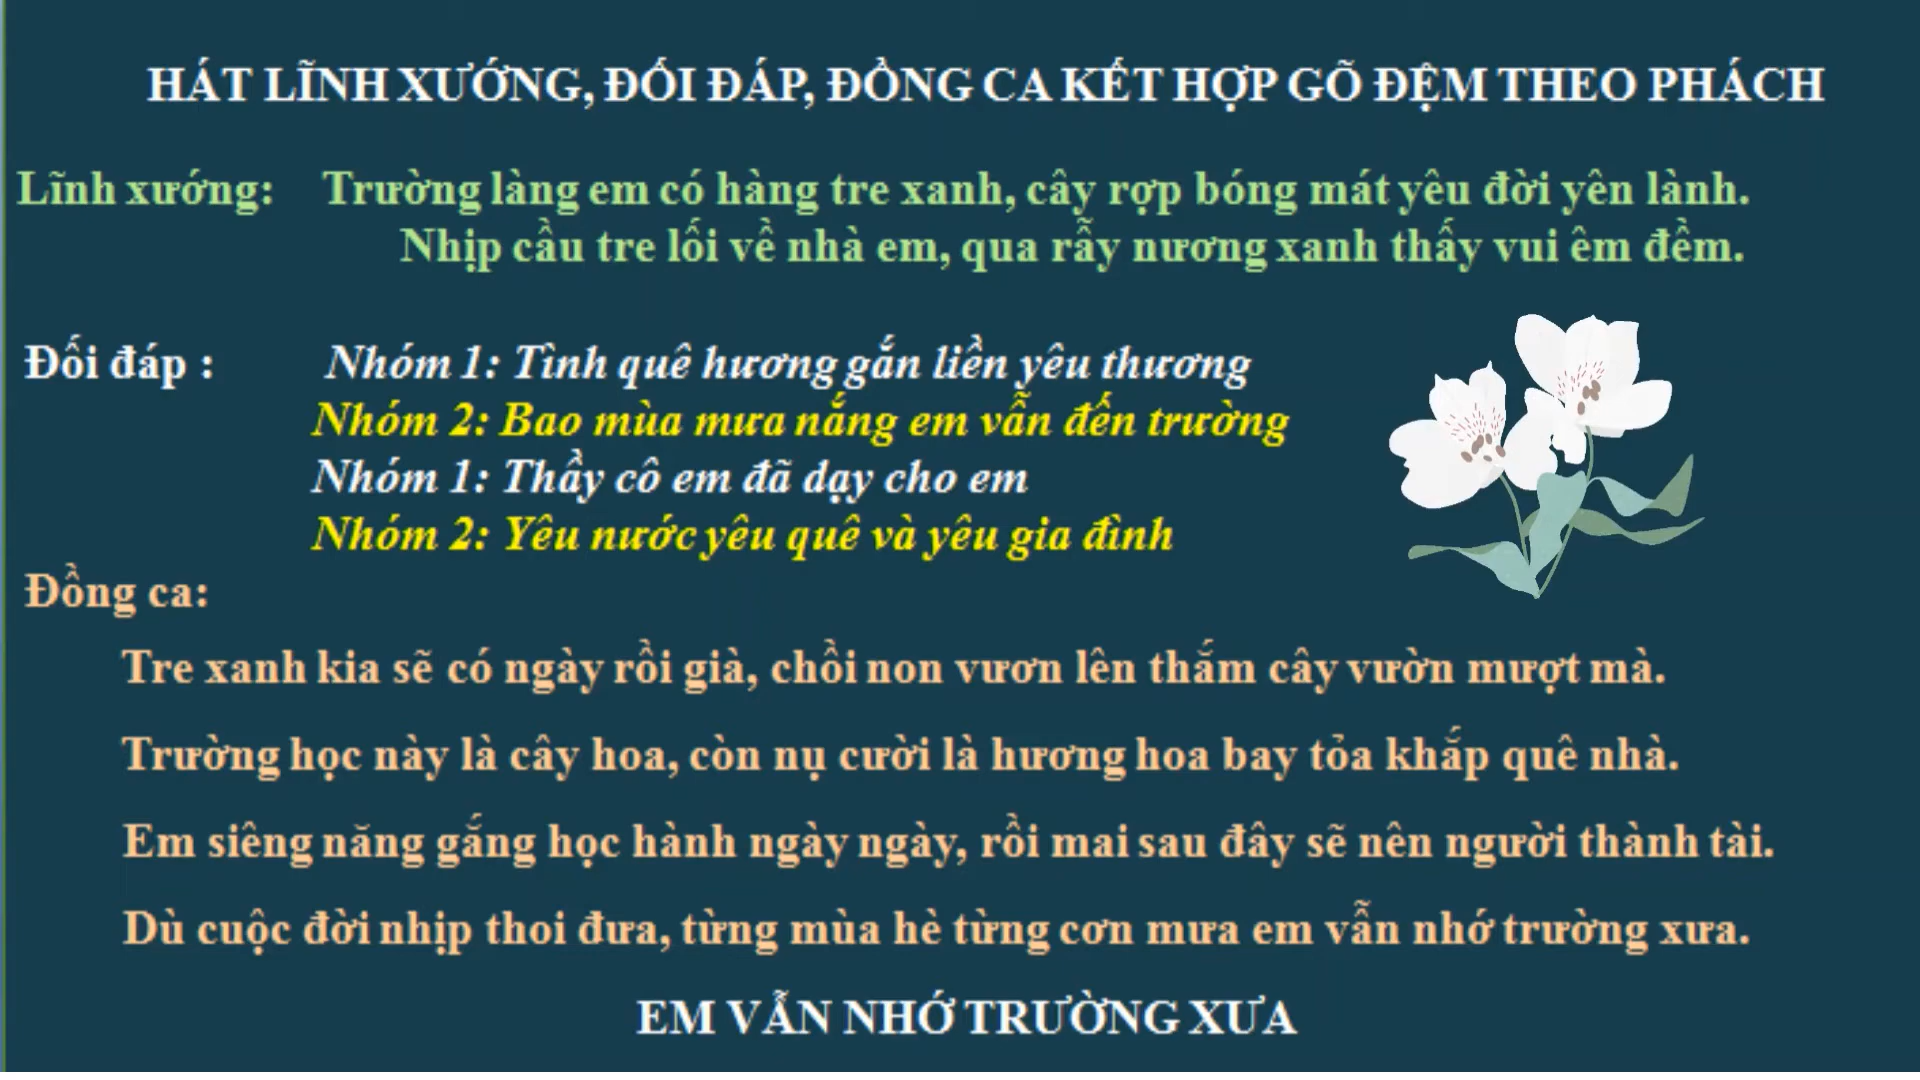 HÁT LĨNH XƯỚNG, ĐỐI ĐÁP, ĐỒNG CA KẾT HỢP GÕ ĐỆM THEO PHÁCH
Lĩnh xướng: Trường làng em có hàng tre xanh, cây rợp bóng mát yêu đời yên lành.
Nhịp cầu tre lối về nhà em, qua rẫy nương xanh thấy vui êm đềm.
Đối đáp : Nhóm 1: Tình quê hương gắn liền yêu thương
Nhóm 2: Bao mùa mưa nắng em vẫn đến trường
Nhóm 1: Thầy cô em đã dạy cho em
Nhóm 2: Yêu nước yêu quê và yêu gia đình
Đồng ca:
Tre xanh kia sẽ có ngày rồi già, chồi non vươn lên thắm cây vườn mượt mà.
Trường học này là cây hoa, còn nụ cười là hương hoa bay tỏa khắp quê nhà.
Em siêng năng gắng học hành ngày ngày, rồi mai sau đây sẽ nên người thành tài.
Dù cuộc đời nhịp thoi đưa, từng mùa hè từng cơn mưa em vẫn nhớ trường xưa.
EM VẪN NHỚ TRƯỜNG XƯA